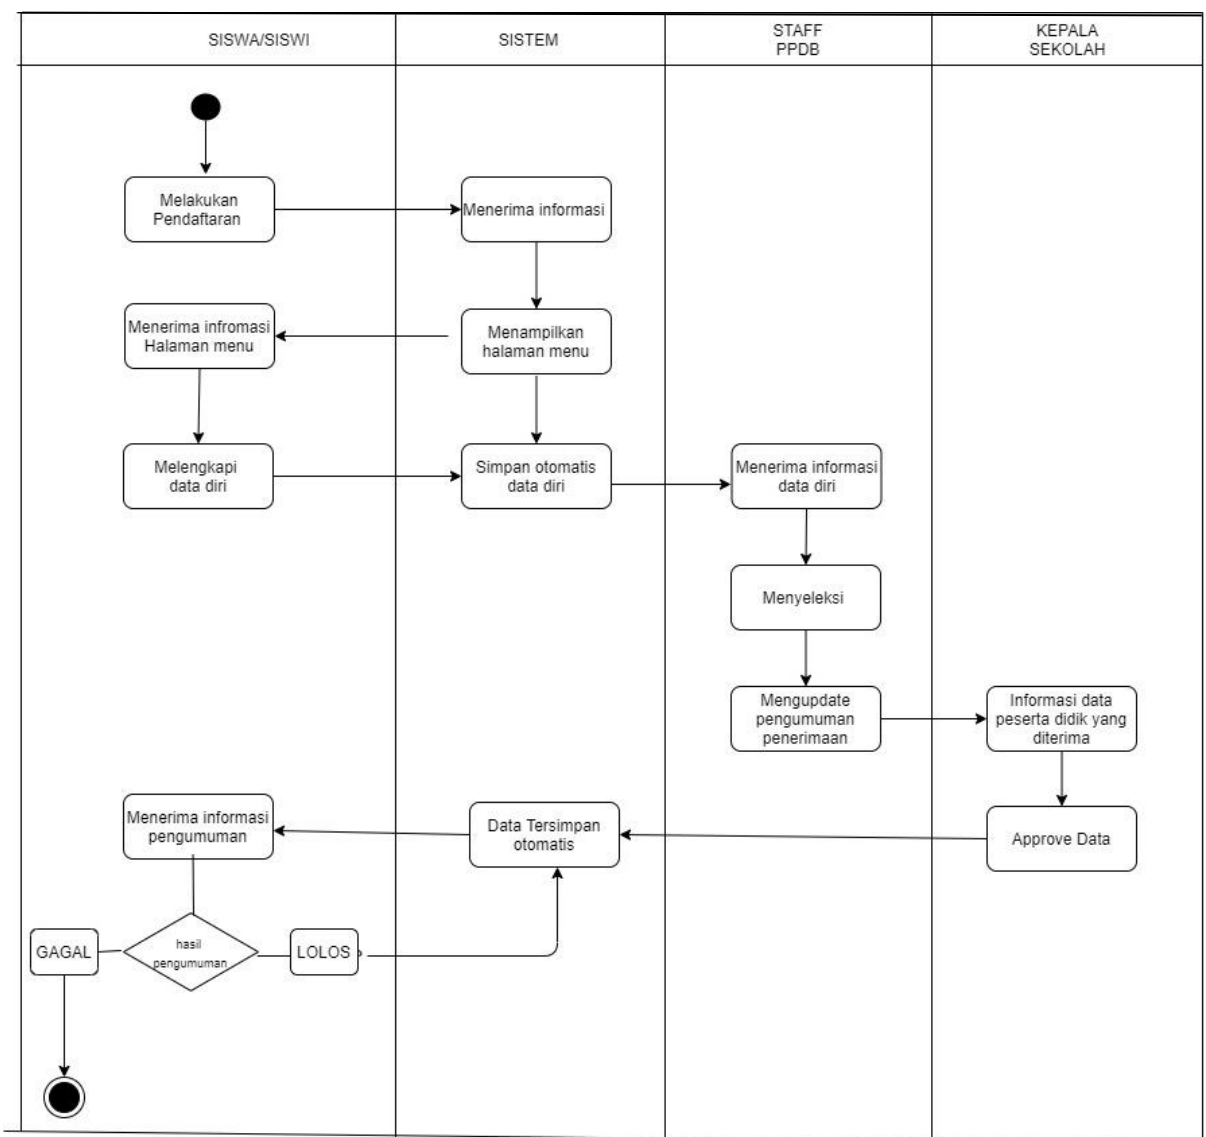 SISWA/SISWI
SISTEM
STAFF
PPDB
KEPALA
SEKOLAH
Melakukan
Pendaftaran
Menerima informasi
Menerima infromasi
Halaman menu
Menampilkan
halaman menu
Melengkapi
data diri
Simpan otomatis
data diri
Menerima informasi
data diri
Menyeleksi
Mengupdate
pengumuman
penerimaan
Informasi data
peserta didik yang
diterima
Menerima informasi
pengumuman
Data Tersimpan
otomatis
Approve Data
GAGAL
hasil
pengumuman
LOLOS